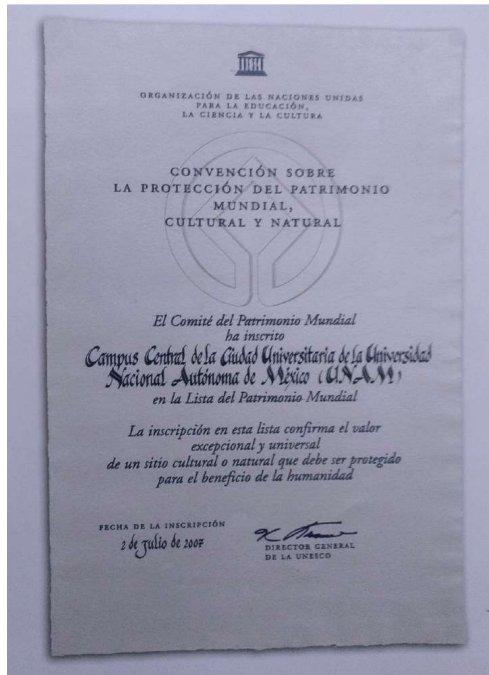 ORGANIZACIÓN DE LAS NACIONES UNIDAS
PARA LA EDUCACIÓN,
LA CIENCIA Y LA CULTURA
CONVENCIÓN SOBRE
LA PROTECCIÓN DEL PATRIMONIO
MUNDIAL,
CULTURAL Y NATURAL
El Comité del Patrimonio Mundial
ha inscrito
Campus Central de la Ciudad Universitaria de la Universidad
Nacional Autónoma de México (UNAM)
en la Lista del Patrimonio Mundial
La inscripción en esta lista confirma el valor
excepcional y universal
de un sitio cultural o natural que debe ser protegido
para el beneficio de la humanidad
FECHA DE LA INSCRIPCIÓN
2 de julio de 2007
DIRECTOR GENERAL
DE LA UNESCO